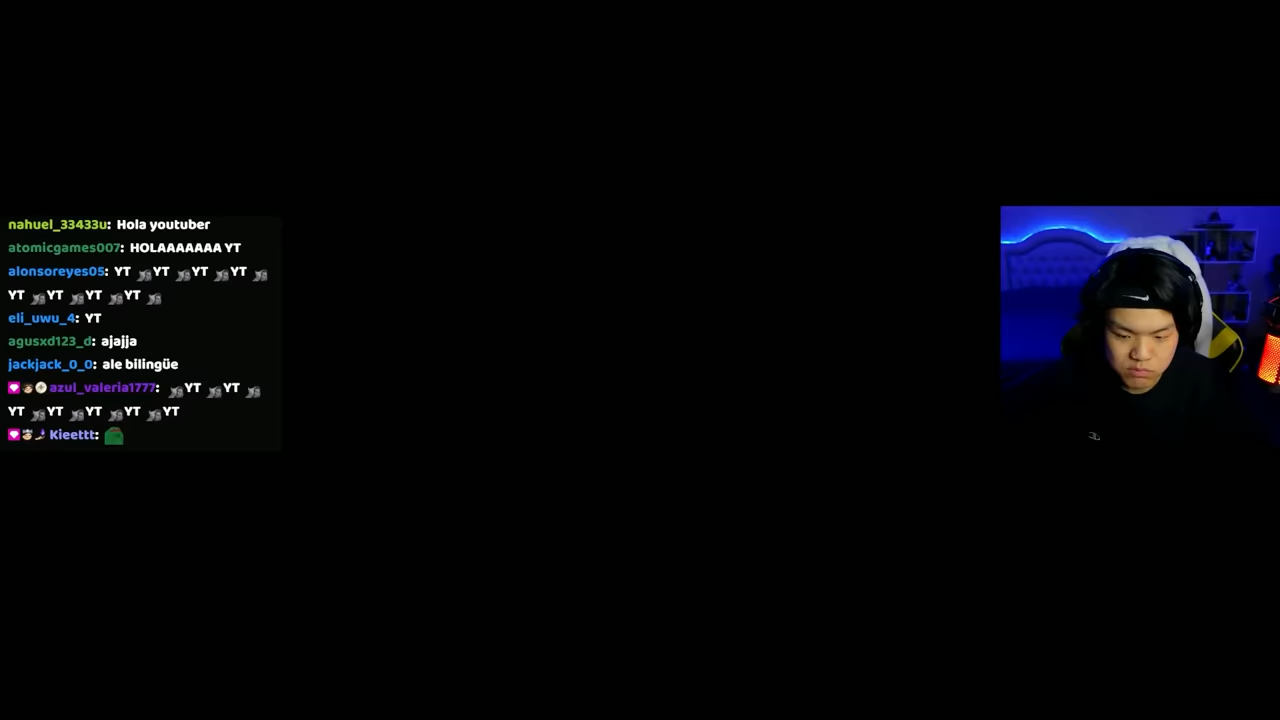 nahuel_33433u: Hola youtuber
atomicgames007: HOLAAAAAAA YT
alonsoreyes05: YT YT YT YT
YT YT YT YT
eli_uwu_4: YT
agusxd123_d: ajajja
jackjack_0_0: ale bilingüe
azul_valeria1777: YT YT
YT YT YT YT YT
Kieettt: